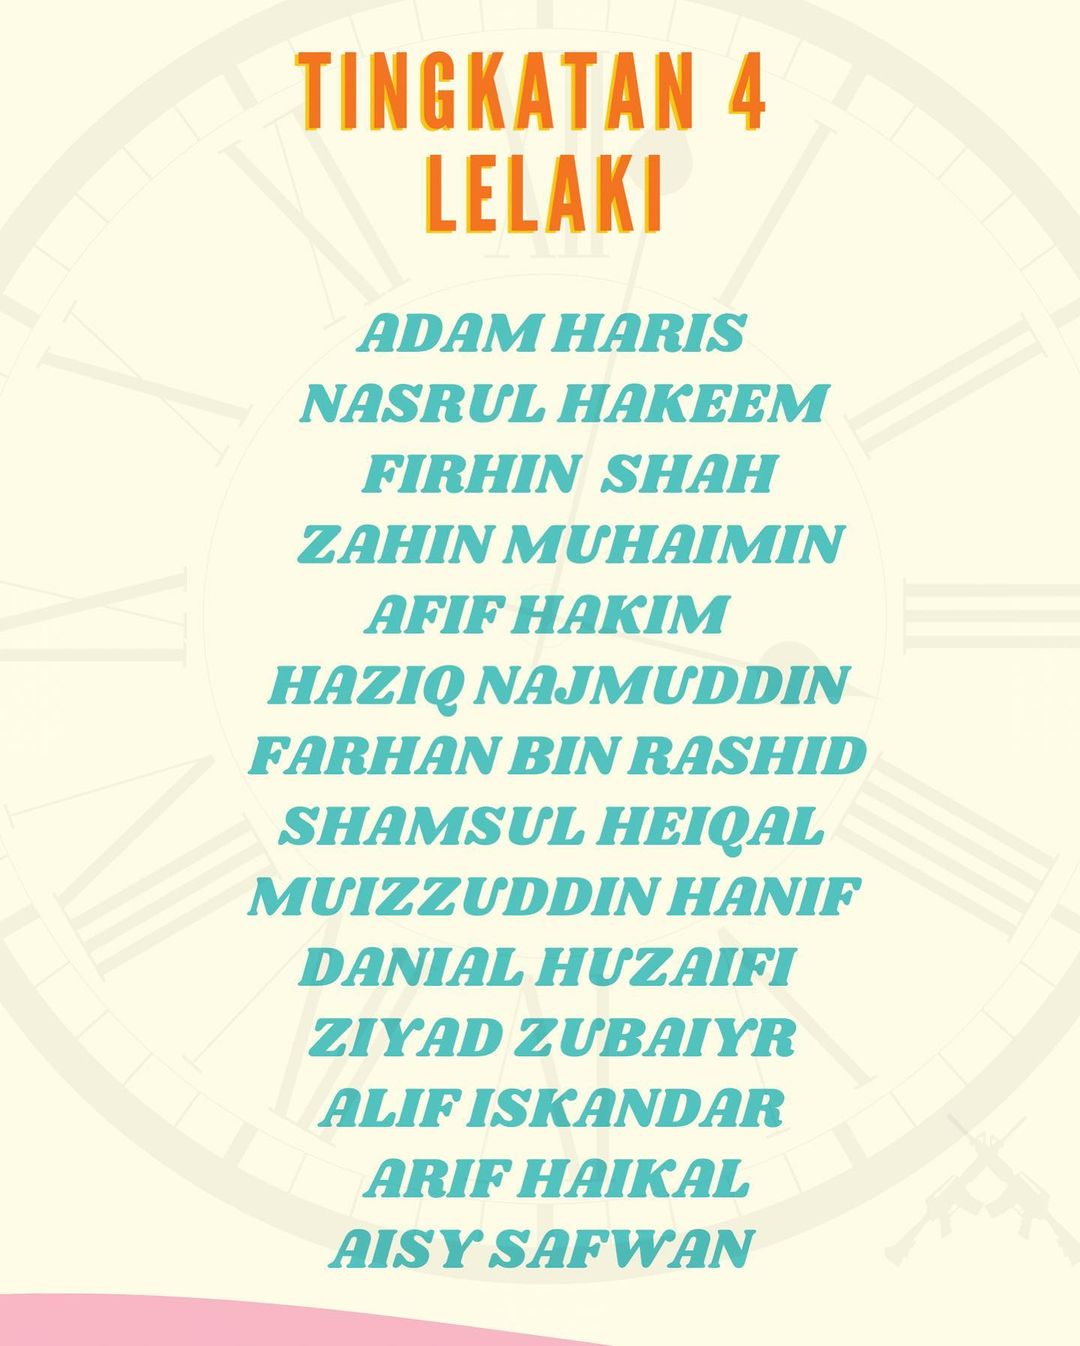 TINGKATAN 4
LELAKI
ADAM HARIS
NASRUL HAKEEM
FIRHIN SHAH
ZAHIN MUHAIMIN
AFIF HAKIM
HAZIQ NAJMUDDIN
FARHAN BIN RASHID
SHAMSUL HEIQAL
MUIZZUDDIN HANIF
DANIAL HUZAIFI
ZIYAD ZUBAIYR
ALIF ISKANDAR
ARIF HAIKAL
AISY SAFWAN